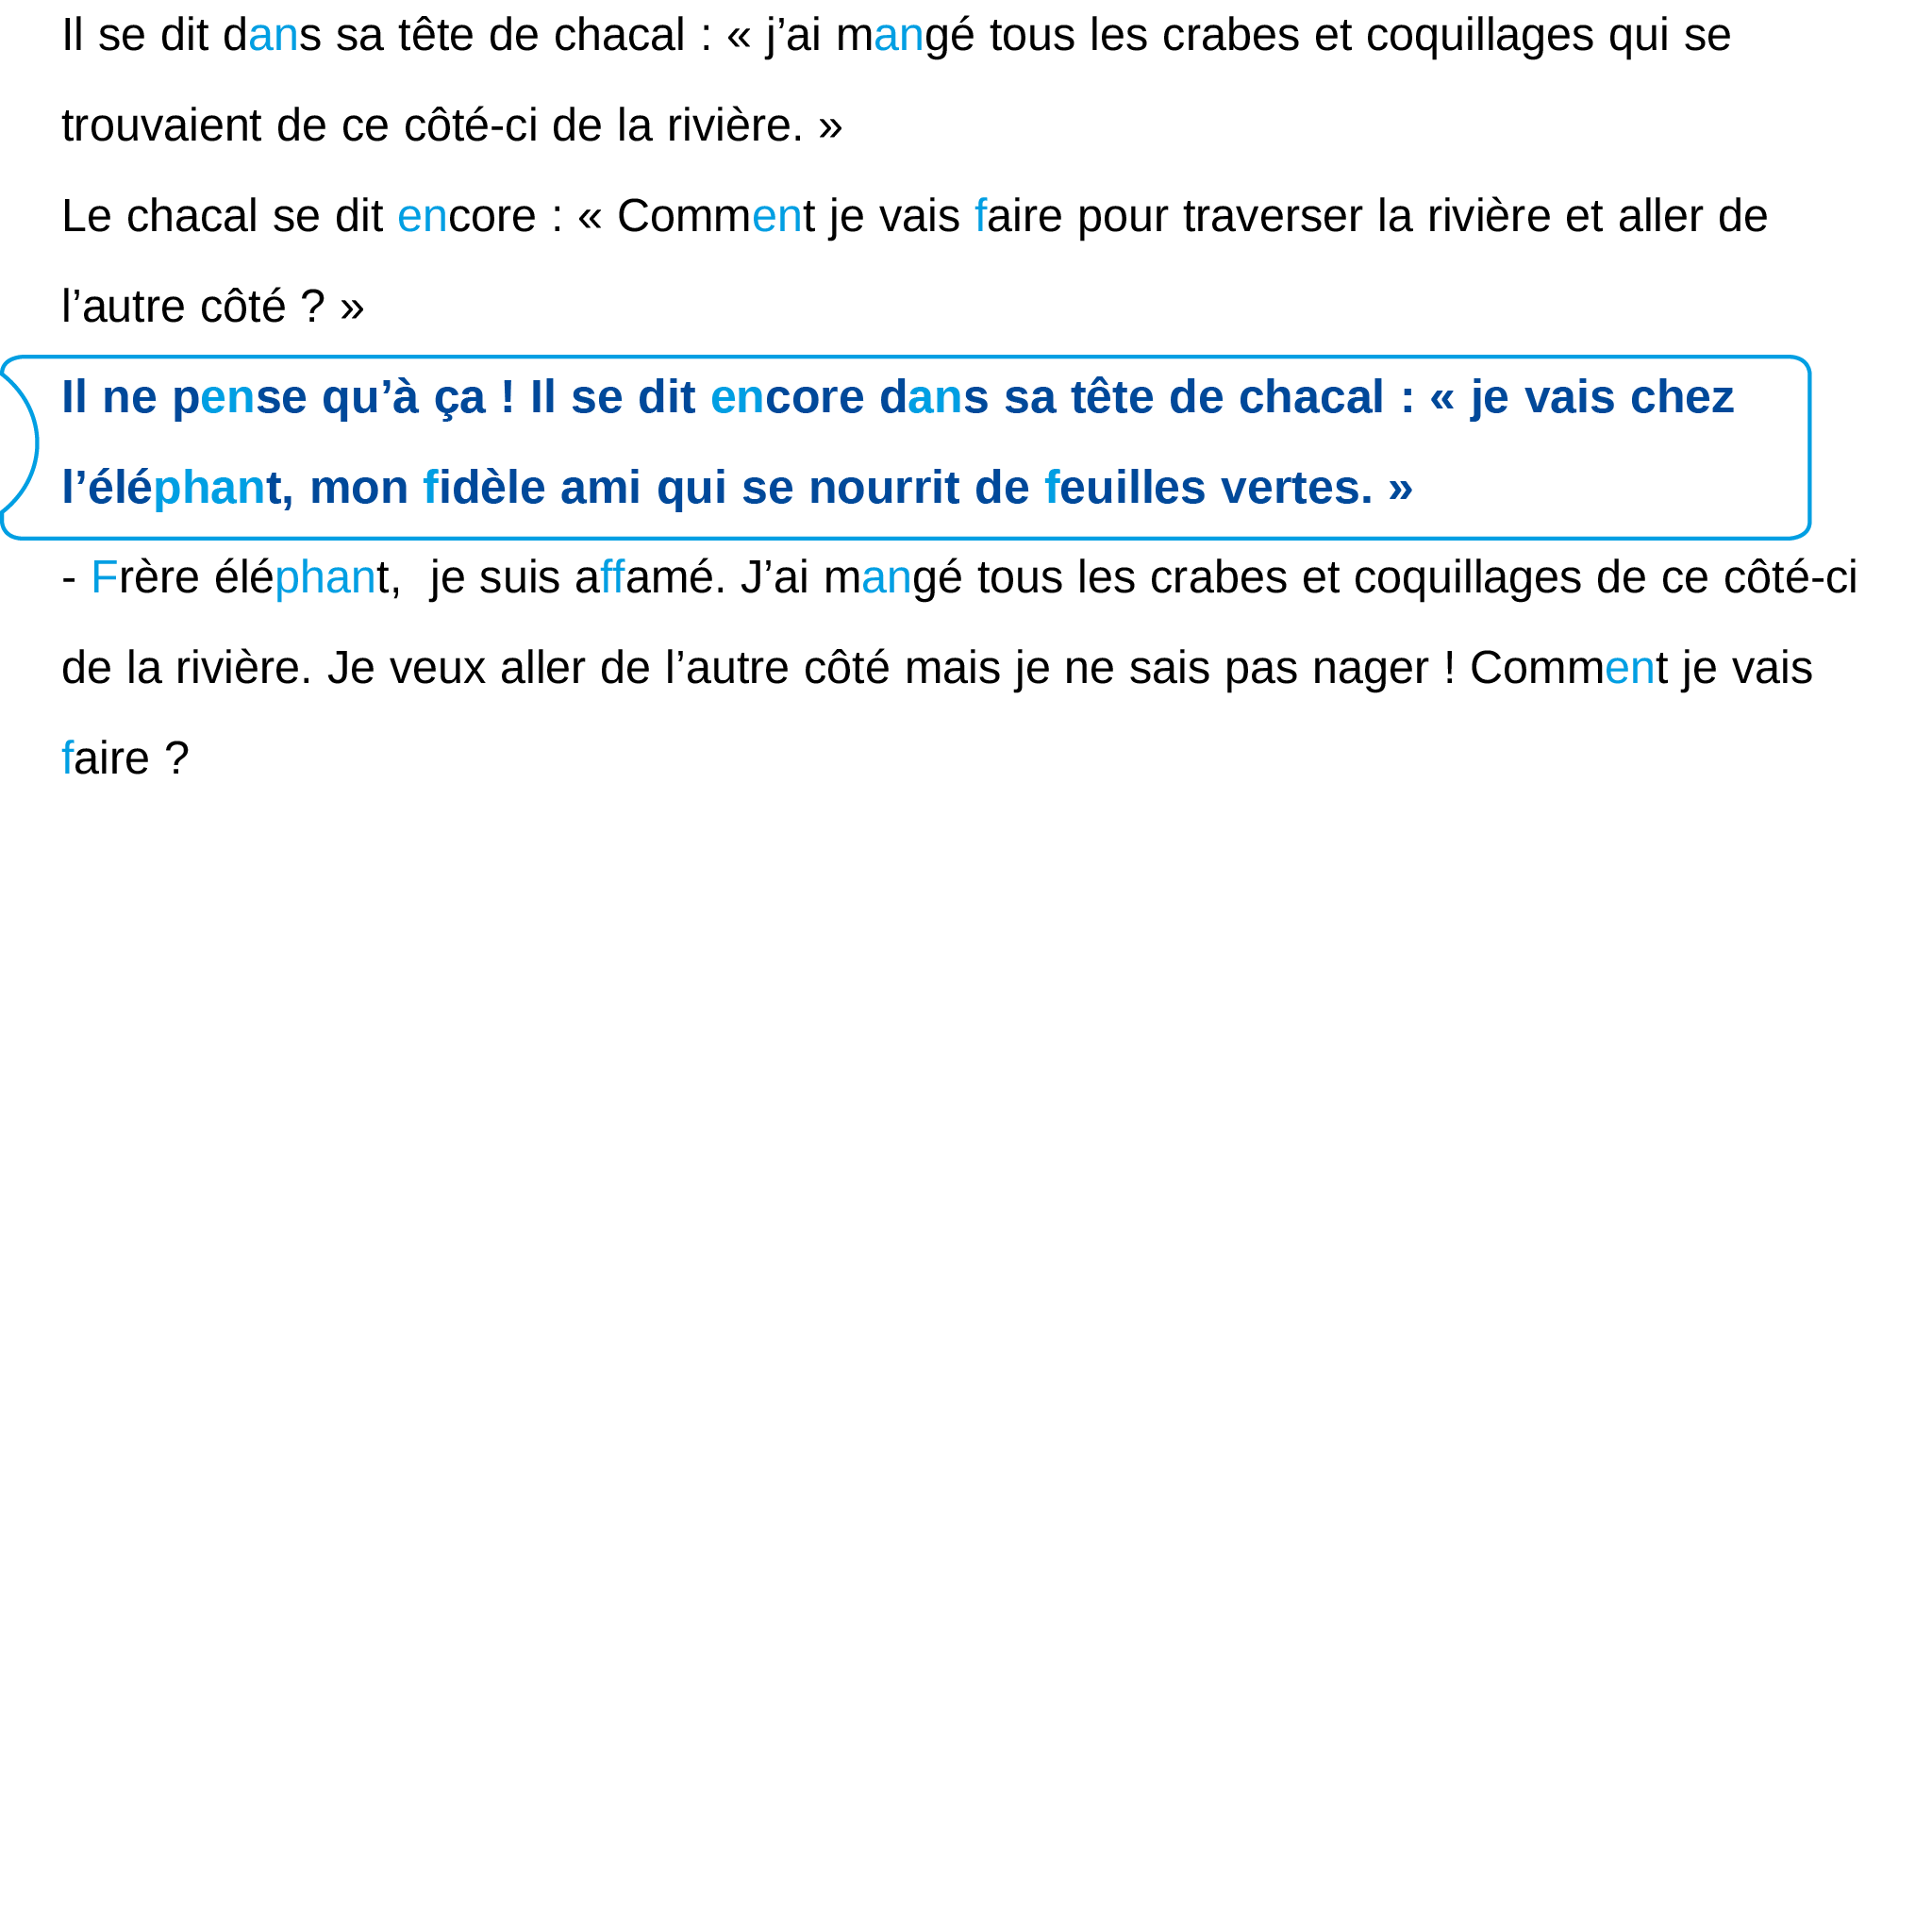 Il se dit dans sa tête de chacal : « j’ai mangé tous les crabes et coquillages qui se
trouvaient de ce côté-ci de la rivière. »
Le chacal se dit encore : « Comment je vais faire pour traverser la rivière et aller de
l’autre côté ? »
Il ne pense qu’à ça ! Il se dit encore dans sa tête de chacal : « je vais chez
l’éléphant, mon fidèle ami qui se nourrit de feuilles vertes. »
- Frère éléphant,  je suis affamé. J’ai mangé tous les crabes et coquillages de ce côté-ci
de la rivière. Je veux aller de l’autre côté mais je ne sais pas nager ! Comment je vais
faire ?